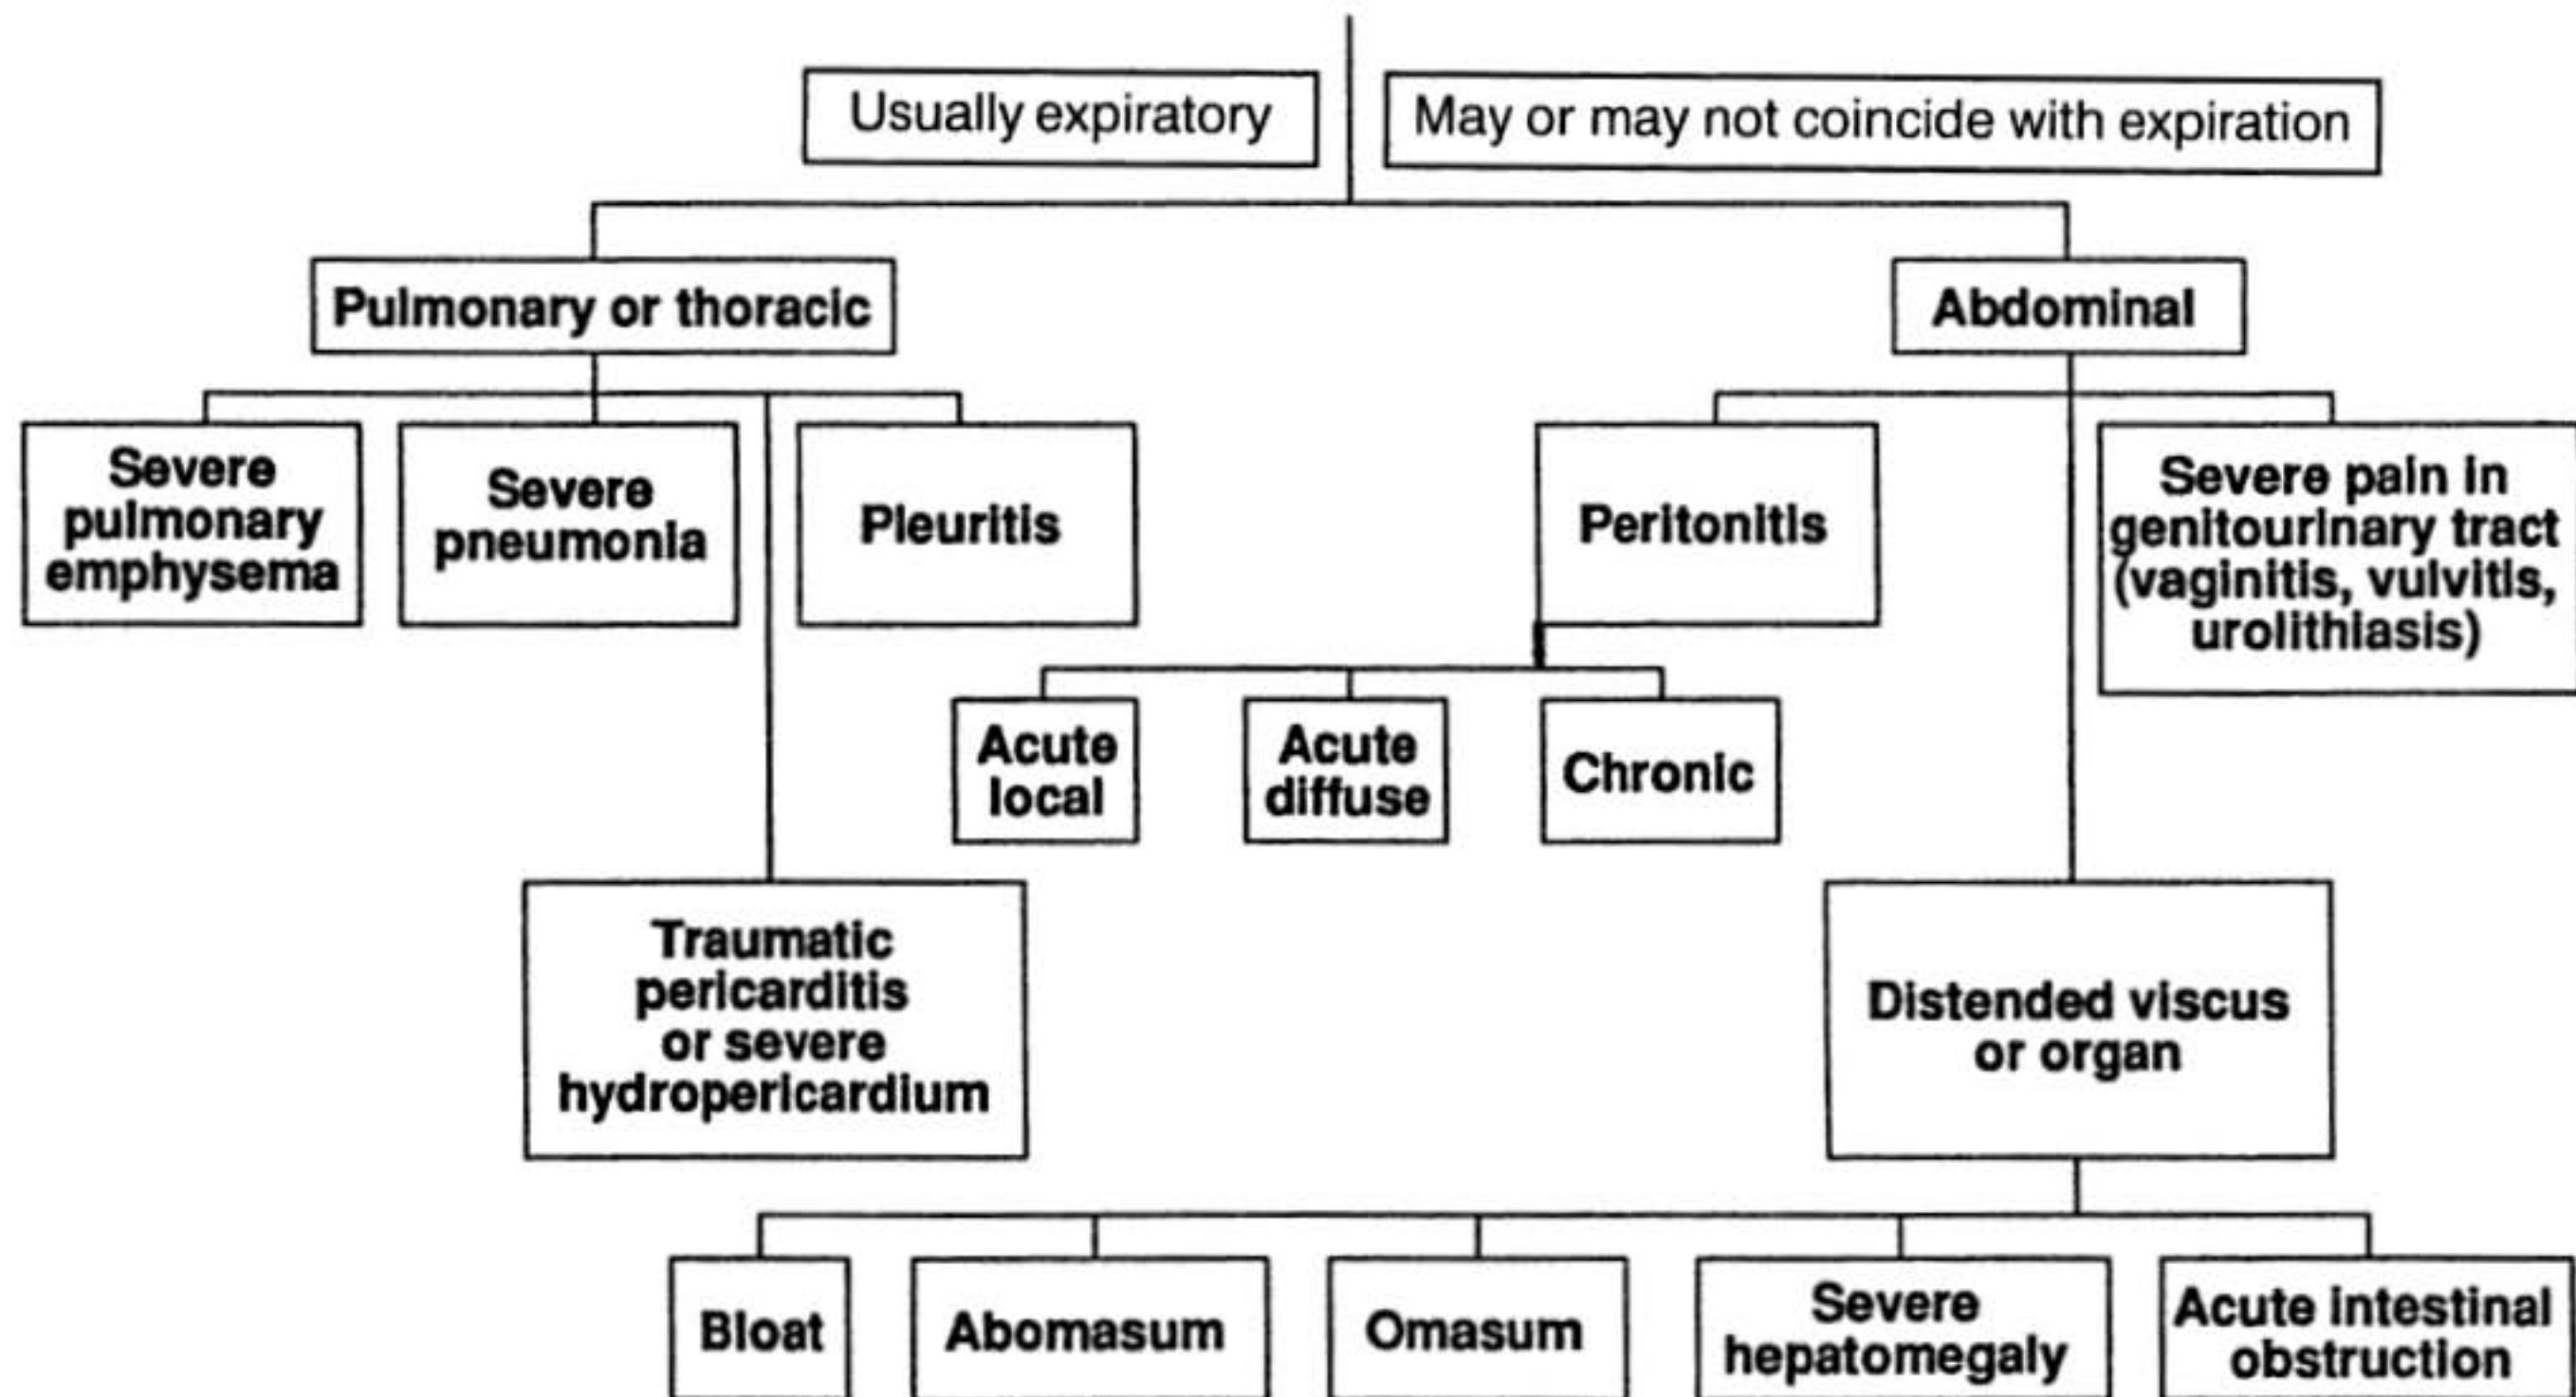 Usually expiratory
May or may not coincide with expiration
Pulmonary or thoracic
Abdominal
Severe
pulmonary
emphysema
Severe
pneumonia
Pleuritis
Peritonitis
Severe pain in
genitourinary tract
(vaginitis, vulvitis,
urolithiasis)
Acute
local
Acute
diffuse
Chronic
Traumatic
pericarditis
or severe
hydropericardium
Distended viscus
or organ
Bloat
Abomasum
Omasum
Severe
hepatomegaly
Acute intestinal
obstruction